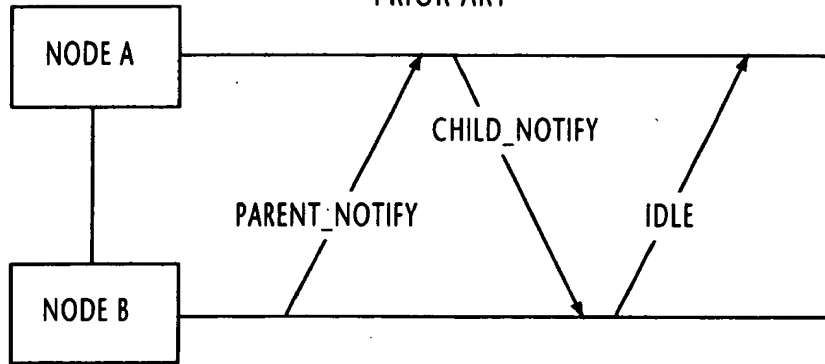 PRIOR ART
NODE A
CHILD_NOTIFY
PARENT_NOTIFY
IDLE
NODE B